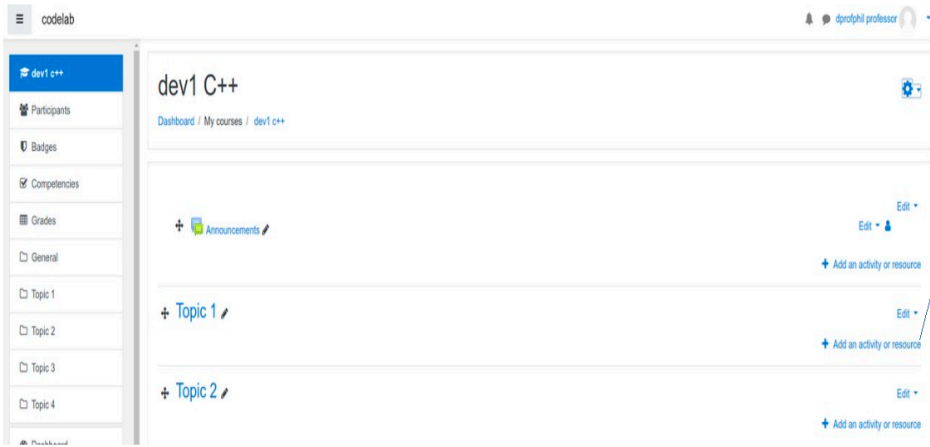 codelab
dprofphil professor
dev1 c++
Participants
Badges
Competencies
Grades
General
Topic 1
Topic 2
Topic 3
Topic 4
Dashboard
dev1 C++
Dashboard / My courses / dev1 c++
Edit
Announcements
Edit
+ Add an activity or resource
Topic 1
Edit
+ Add an activity or resource
Topic 2
Edit
+ Add an activity or resource